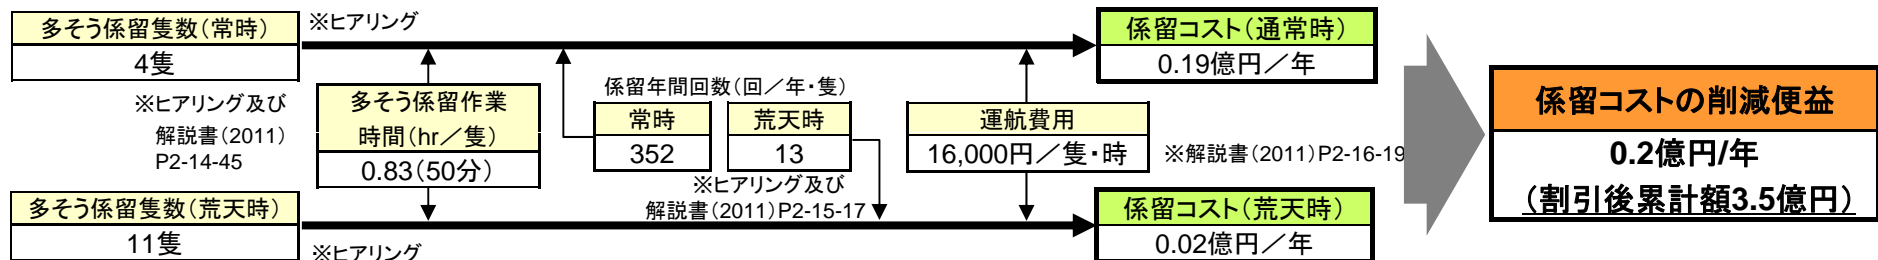 多そう係留隻数（常時）
4隻
※ヒアリング
※ヒアリング及び
解説書（2011）
P2-14-45
多そう係留作業
時間（hr／隻）
0.83（50分）
係留年間回数（回／年・隻）
常時
352
荒天時
13
※ヒアリング及び
解説書（2011）P2-15-17
運航費用
16,000円／隻・時
※解説書（2011）P2-16-19
多そう係留隻数（荒天時）
11隻
※ヒアリング
係留コスト（通常時）
0.19億円／年
係留コスト（荒天時）
0.02億円／年
係留コストの削減便益
0.2億円/年
（割引後累計額3.5億円）